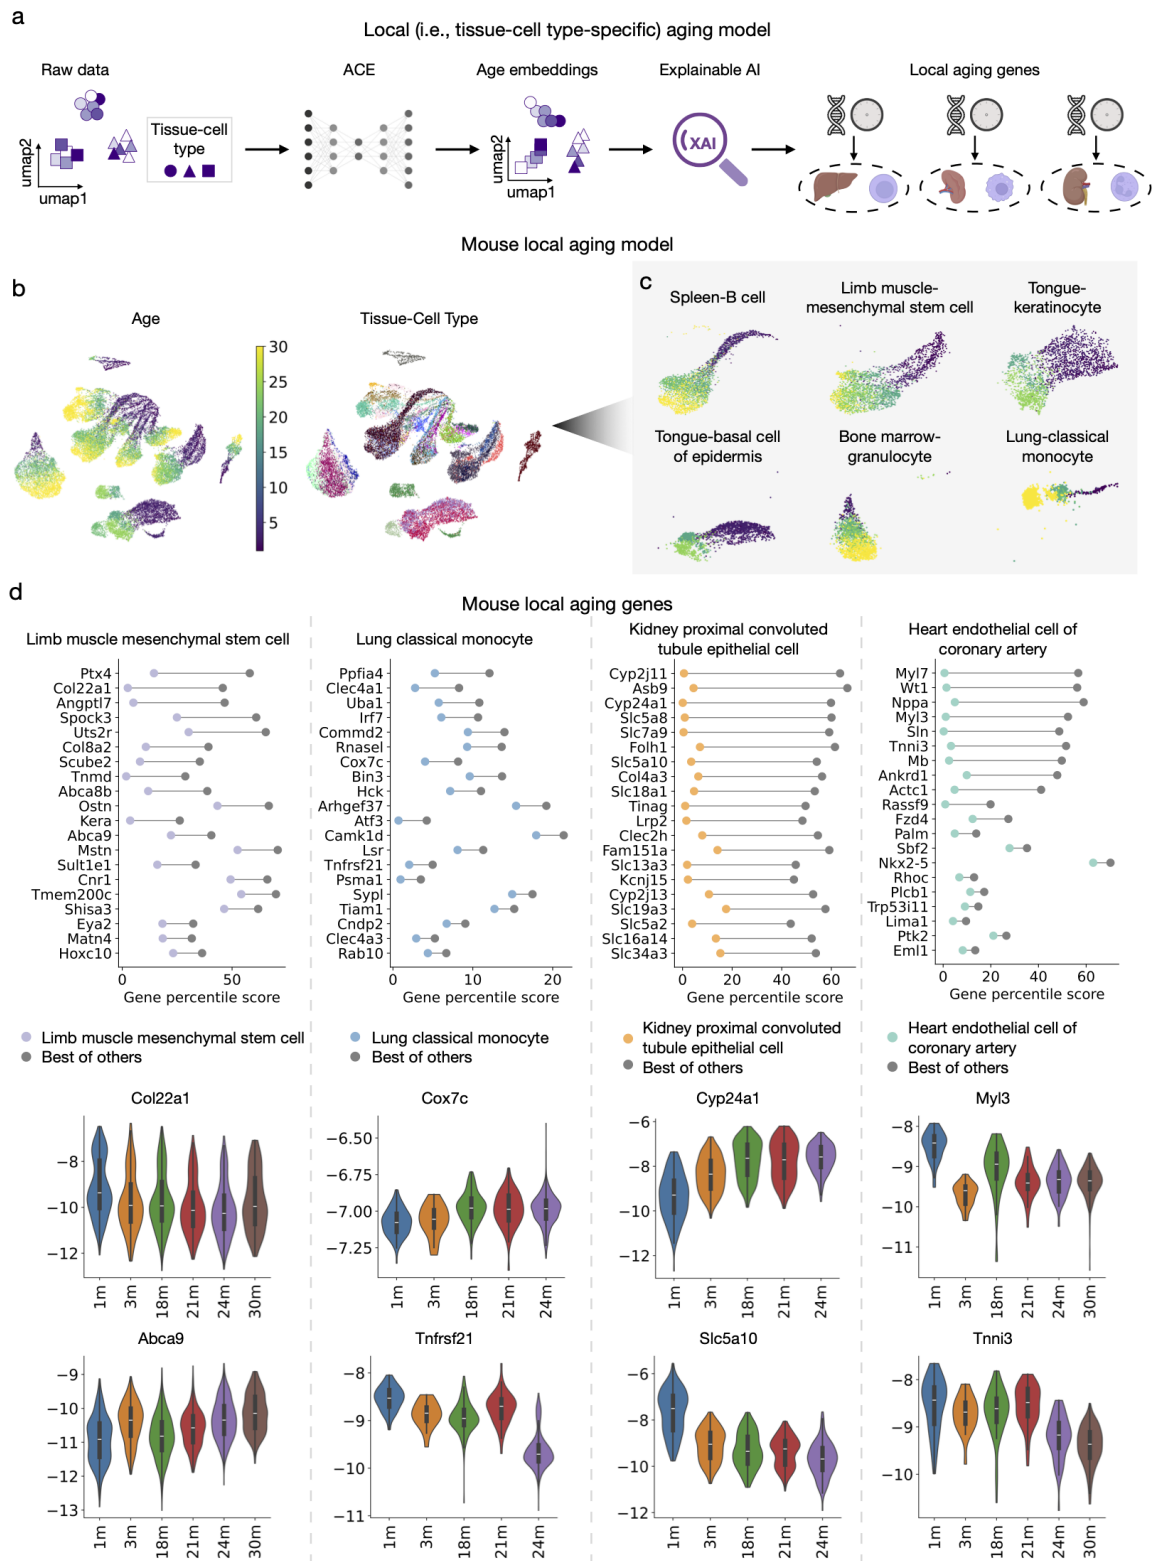 a
Local (i.e., tissue-cell type-specific) aging model
Raw data
ACE
Age embeddings
Explainable AI
Local aging genes
Tissue-cell
type
umap2
umap1
umap2
umap1
XAI
Mouse local aging model
b
Age
Tissue-Cell Type
30
25
20
15
10
5
c
Spleen-B cell
Limb muscle-
mesenchymal stem cell
Tongue-
keratinocyte
Tongue-basal cell
of epidermis
Bone marrow-
granulocyte
Lung-classical
monocyte
d
Mouse local aging genes
Limb muscle mesenchymal stem cell
Ptx4
Col22a1
Angptl7
Spock3
Uts2r
Col8a2
Scube2
Tnmd
Abca8b
Ostn
Kera
Abca9
Mstn
Sult1e1
Cnr1
Tmem200c
Shisa3
Eya2
Matn4
Hoxc10
0 50
Gene percentile score
Limb muscle mesenchymal stem cell
Best of others
Lung classical monocyte
Ppfia4
Clec4a1
Uba1
Irf7
Commd2
Rnasel
Cox7c
Bin3
Hck
Arhgef37
Atf3
Camk1d
Lsr
Tnfrsf21
Psma1
Sypl
Tiam1
Cndp2
Clec4a3
Rab10
0 10 20
Gene percentile score
Lung classical monocyte
Best of others
Kidney proximal convoluted
tubule epithelial cell
Cyp2j11
Asb9
Cyp24a1
Slc5a8
Slc7a9
Folh1
Slc5a10
Col4a3
Slc18a1
Tinag
Lrp2
Clec2h
Fam151a
Slc13a3
Kcnj15
Cyp2j13
Slc19a3
Slc5a2
Slc16a14
Slc34a3
0 20 40 60
Gene percentile score
Kidney proximal convoluted
tubule epithelial cell
Best of others
Heart endothelial cell of
coronary artery
Myl7
Wt1
Nppa
Myl3
Sln
Tnni3
Mb
Ankrd1
Actc1
Rassf9
Fzd4
Palm
Sbf2
Nkx2-5
Rhoc
Plcb1
Trp53i11
Lima1
Ptk2
Eml1
0 20 40 60
Gene percentile score
Heart endothelial cell of
coronary artery
Best of others
Col22a1
−8
−10
−12
1m 3m 18m 21m 24m 30m
Cox7c
−6.50
−6.75
−7.00
−7.25
1m 3m 18m 21m 24m
Cyp24a1
−6
−8
−10
−12
1m 3m 18m 21m 24m
Myl3
−8
−9
−10
−11
1m 3m 18m 21m 24m 30m
Abca9
−9
−10
−11
−12
−13
1m 3m 18m 21m 24m 30m
Tnfrsf21
−8
−9
−10
−11
1m 3m 18m 21m 24m
Slc5a10
−6
−8
−10
−12
1m 3m 18m 21m 24m
Tnni3
−8
−9
−10
1m 3m 18m 21m 24m 30m